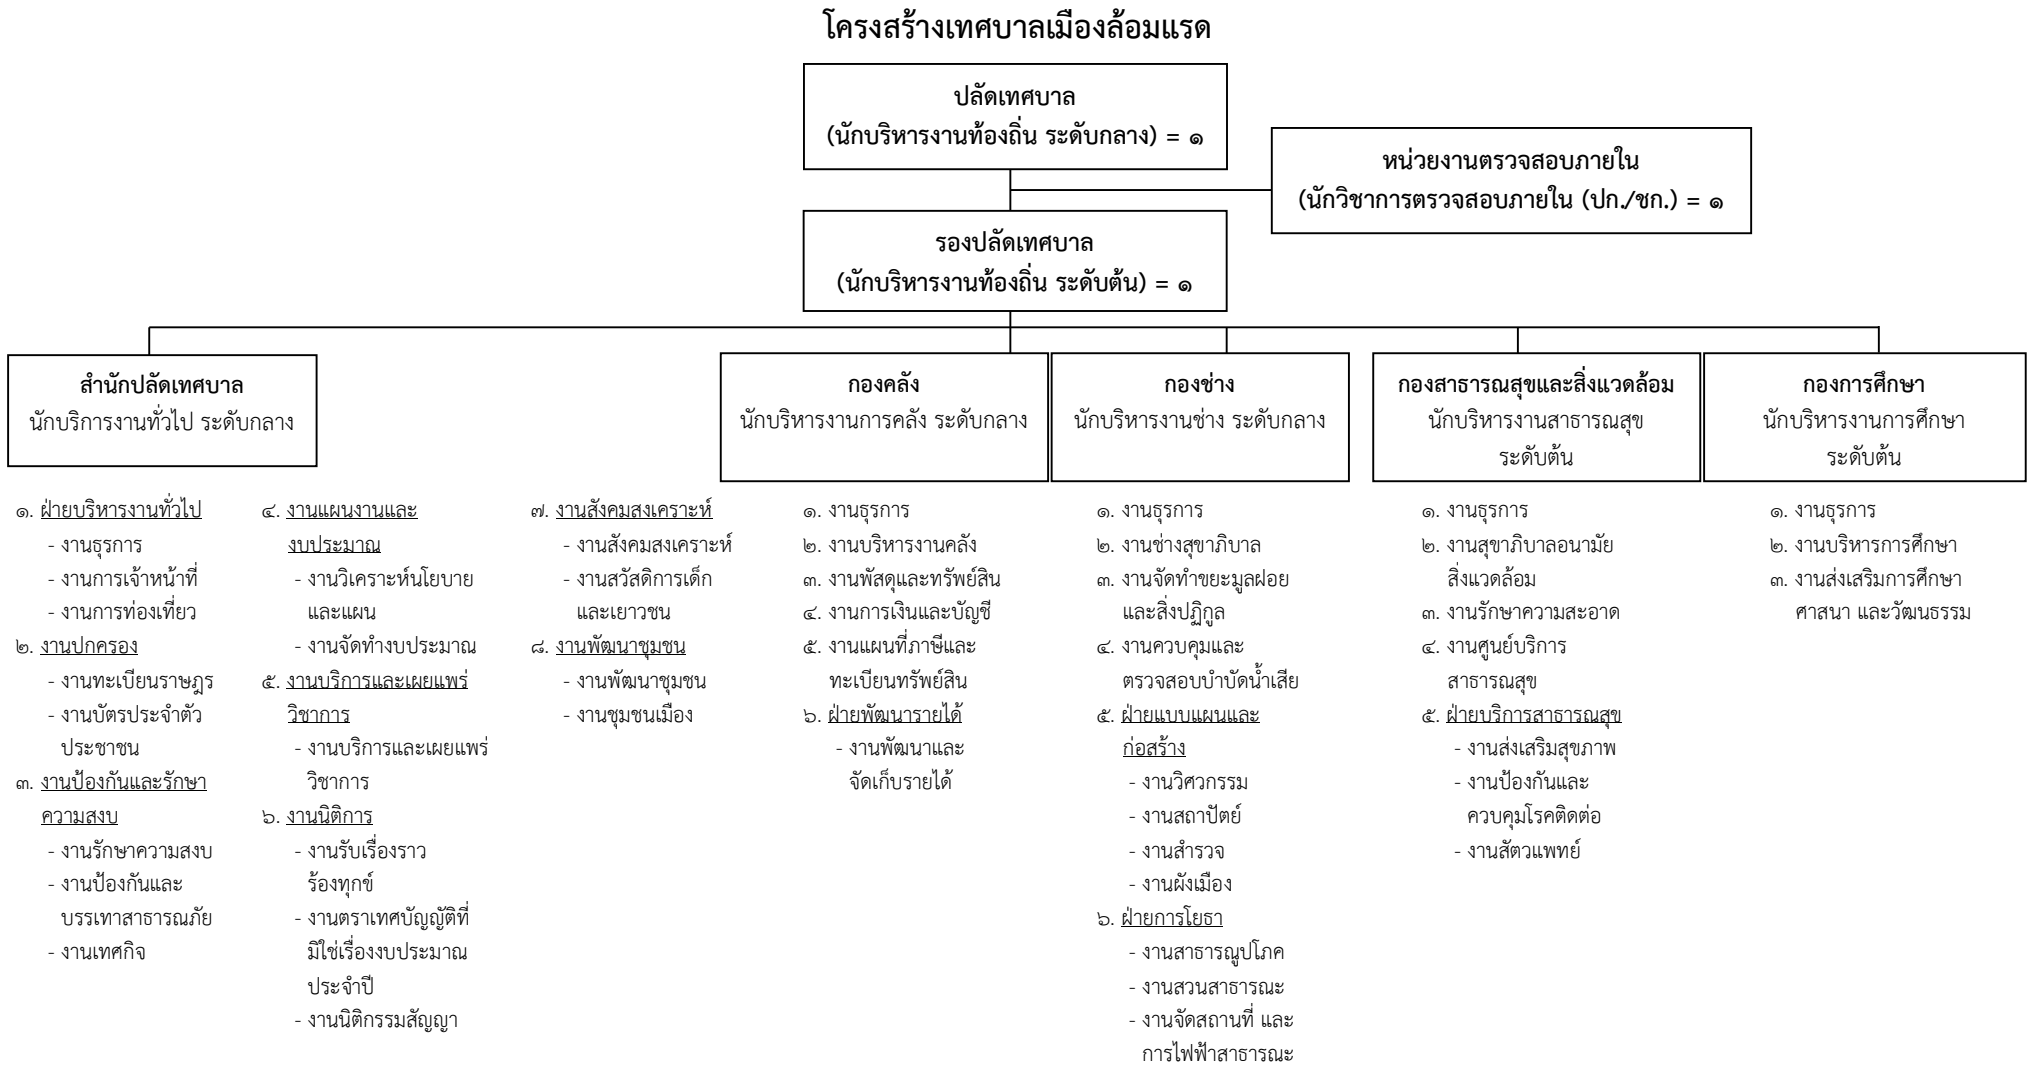 โครงสร้างเทศบาลเมืองล้อมแรด
ปลัดเทศบาล
(นักบริหารงานท้องถิ่น ระดับกลาง) = ๑
หน่วยงานตรวจสอบภายใน
(นักวิชาการตรวจสอบภายใน (ปก./ชก.) = ๑
รองปลัดเทศบาล
(นักบริหารงานท้องถิ่น ระดับต้น) = ๑
สำนักปลัดเทศบาล
นักบริการงานทั่วไป ระดับกลาง
กองคลัง
นักบริหารงานการคลัง ระดับกลาง
กองช่าง
นักบริหารงานช่าง ระดับกลาง
กองสาธารณสุขและสิ่งแวดล้อม
นักบริหารงานสาธารณสุข
ระดับต้น
กองการศึกษา
นักบริหารงานการศึกษา
ระดับต้น
๑. ฝ่ายบริหารงานทั่วไป
- งานธุรการ
- งานการเจ้าหน้าที่
- งานการท่องเที่ยว
๒. งานปกครอง
- งานทะเบียนราษฎร
- งานบัตรประจำตัว
ประชาชน
๓. งานป้องกันและรักษา
ความสงบ
- งานรักษาความสงบ
- งานป้องกันและ
บรรเทาสาธารณภัย
- งานเทศกิจ
๔. งานแผนงานและ
งบประมาณ
- งานวิเคราะห์นโยบาย
และแผน
- งานจัดทำงบประมาณ
๕. งานบริการและเผยแพร่
วิชาการ
- งานบริการและเผยแพร่
วิชาการ
๖. งานนิติการ
- งานรับเรื่องราว
ร้องทุกข์
- งานตราเทศบัญญัติที่
มิใช่เรื่องงบประมาณ
ประจำปี
- งานนิติกรรมสัญญา
๗. งานสังคมสงเคราะห์
- งานสังคมสงเคราะห์
- งานสวัสดิการเด็ก
และเยาวชน
๘. งานพัฒนาชุมชน
- งานพัฒนาชุมชน
- งานชุมชนเมือง
๑. งานธุรการ
๒. งานบริหารงานคลัง
๓. งานพัสดุและทรัพย์สิน
๔. งานการเงินและบัญชี
๕. งานแผนที่ภาษีและ
ทะเบียนทรัพย์สิน
๖. ฝ่ายพัฒนารายได้
- งานพัฒนาและ
จัดเก็บรายได้
๑. งานธุรการ
๒. งานช่างสุขาภิบาล
๓. งานจัดทำขยะมูลฝอย
และสิ่งปฏิกูล
๔. งานควบคุมและ
ตรวจสอบบำบัดน้ำเสีย
๕. ฝ่ายแบบแผนและ
ก่อสร้าง
- งานวิศวกรรม
- งานสถาปัตย์
- งานสำรวจ
- งานผังเมือง
๖. ฝ่ายการโยธา
- งานสาธารณูปโภค
- งานสวนสาธารณะ
- งานจัดสถานที่ และ
การไฟฟ้าสาธารณะ
๑. งานธุรการ
๒. งานสุขาภิบาลอนามัย
สิ่งแวดล้อม
๓. งานรักษาความสะอาด
๔. งานศูนย์บริการ
สาธารณสุข
๕. ฝ่ายบริการสาธารณสุข
- งานส่งเสริมสุขภาพ
- งานป้องกันและ
ควบคุมโรคติดต่อ
- งานสัตวแพทย์
๑. งานธุรการ
๒. งานบริหารการศึกษา
๓. งานส่งเสริมการศึกษา
ศาสนา และวัฒนธรรม